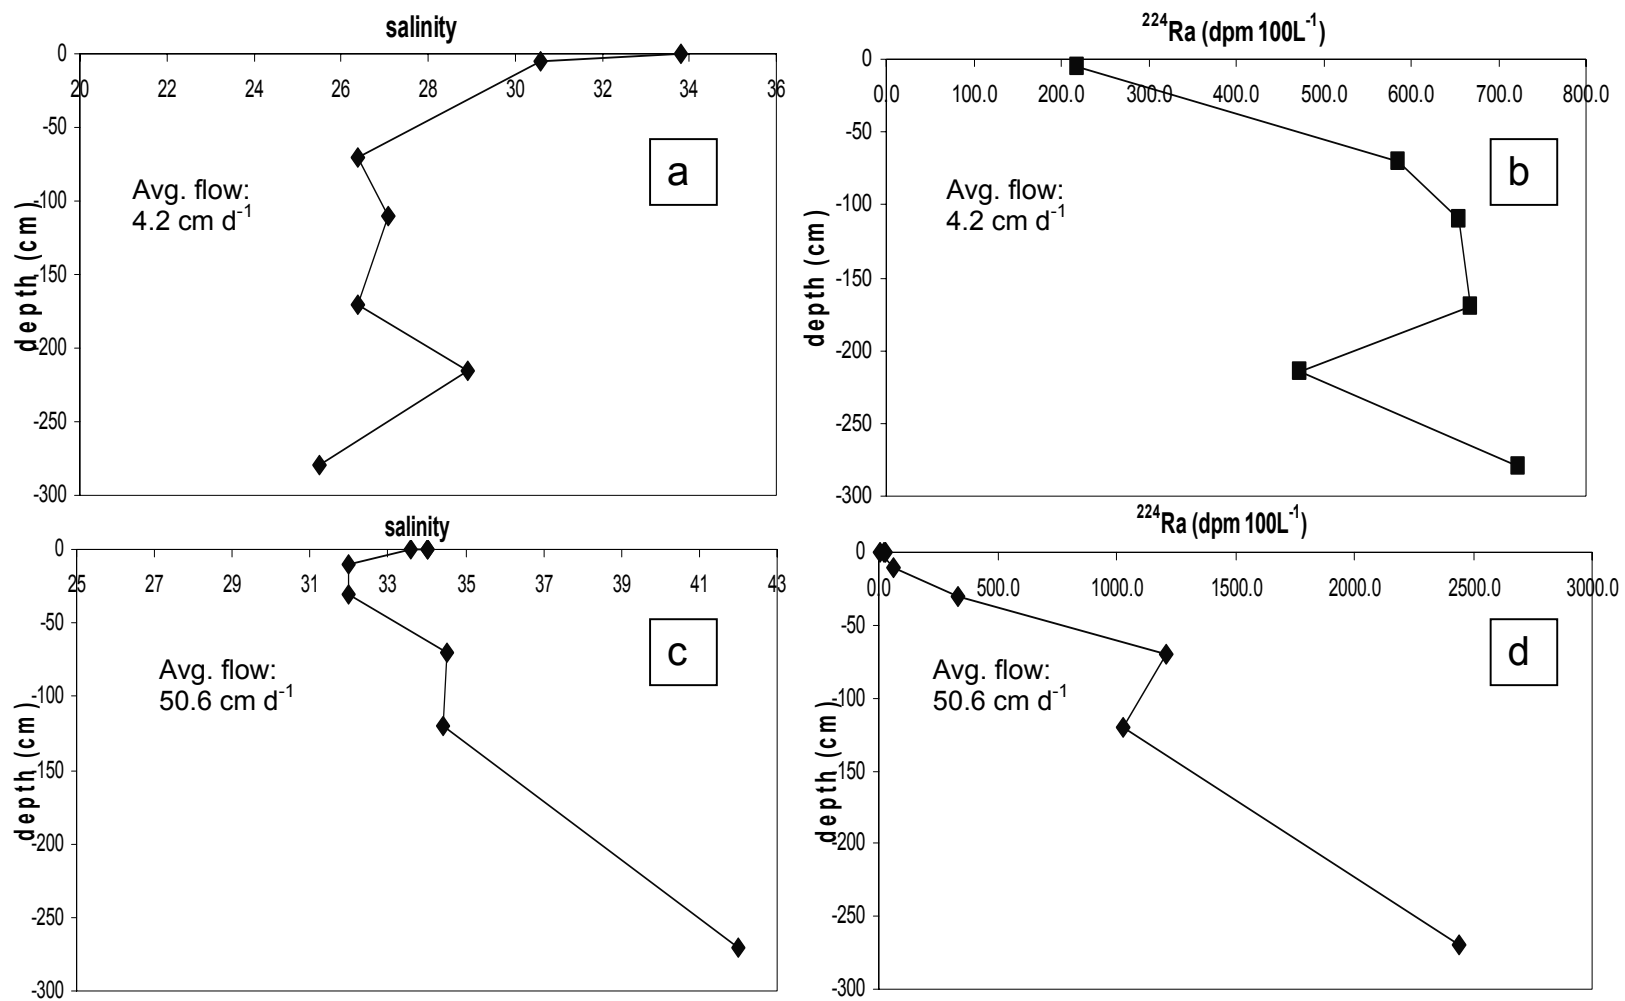 salinity
0
20 22 24 26 28 30 32 34 36
-50
-100
-150
-200
-250
-300
depth (cm)
Avg. flow:
4.2 cm d⁻¹
a
²²⁴Ra (dpm 100L⁻¹)
0
0.0 100.0 200.0 300.0 400.0 500.0 600.0 700.0 800.0
-50
-100
-150
-200
-250
-300
depth (cm)
Avg. flow:
4.2 cm d⁻¹
b
salinity
0
25 27 29 31 33 35 37 39 41 43
-50
-100
-150
-200
-250
-300
depth (cm)
Avg. flow:
50.6 cm d⁻¹
c
²²⁴Ra (dpm 100L⁻¹)
0
0.0 500.0 1000.0 1500.0 2000.0 2500.0 3000.0
-50
-100
-150
-200
-250
-300
depth (cm)
Avg. flow:
50.6 cm d⁻¹
d